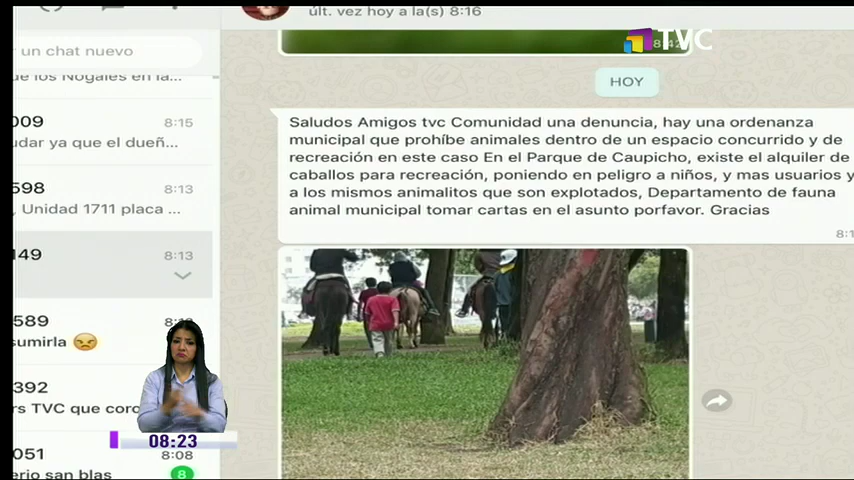 últ. vez hoy a la(s) 8:16
TVC
r un chat nuevo
8:42
HOY
e los Nogales en la...
009
8:15
udar ya que el dueñ...
598
8:13
, Unidad 1711 placa ...
149
8:13
589
sumirla
392
rs TVC que coro
051
8:08
erio san blas
8
Saludos Amigos tvc Comunidad una denuncia, hay una ordenanza
municipal que prohíbe animales dentro de un espacio concurrido y de
recreación en este caso En el Parque de Caupicho, existe el alquiler de
caballos para recreación, poniendo en peligro a niños, y mas usuarios y
a los mismos animalitos que son explotados, Departamento de fauna
animal municipal tomar cartas en el asunto porfavor. Gracias
08:23